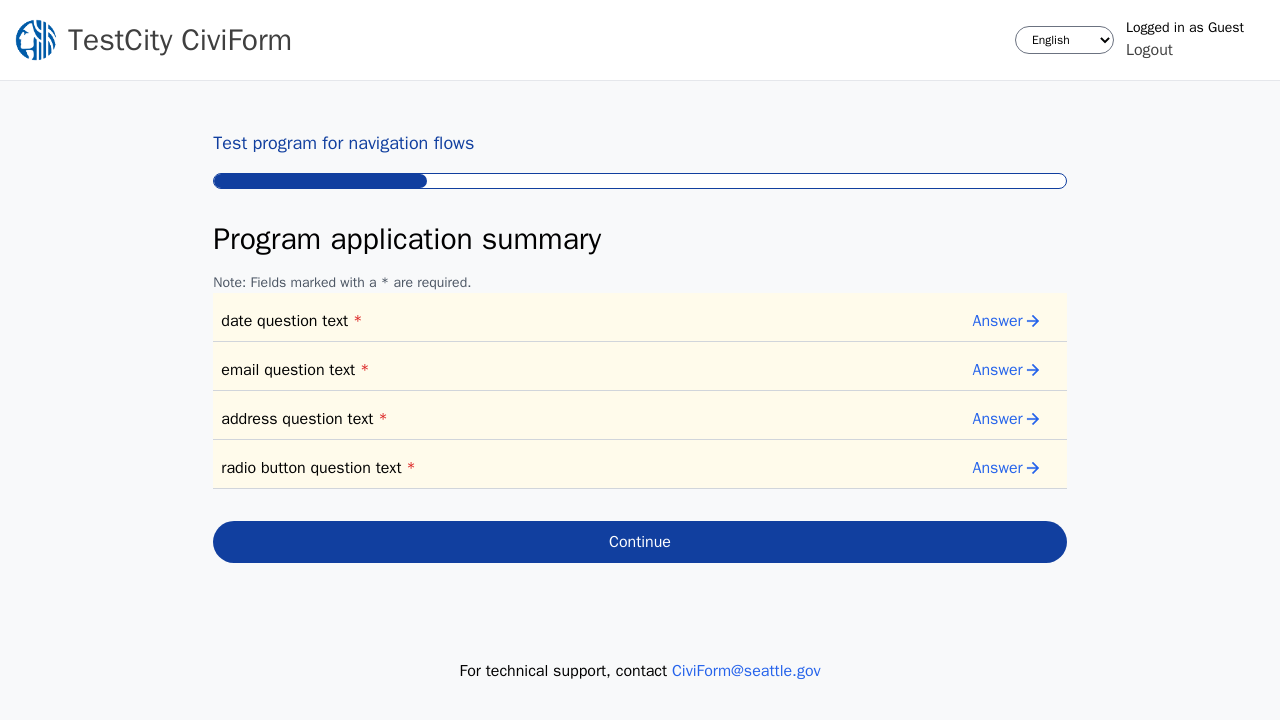 TestCity CiviForm
English
Logged in as Guest
Logout
Test program for navigation flows
Program application summary
Note: Fields marked with a * are required.
date question text *
Answer
email question text *
Answer
address question text *
Answer
radio button question text *
Answer
Continue
For technical support, contact CiviForm@seattle.gov